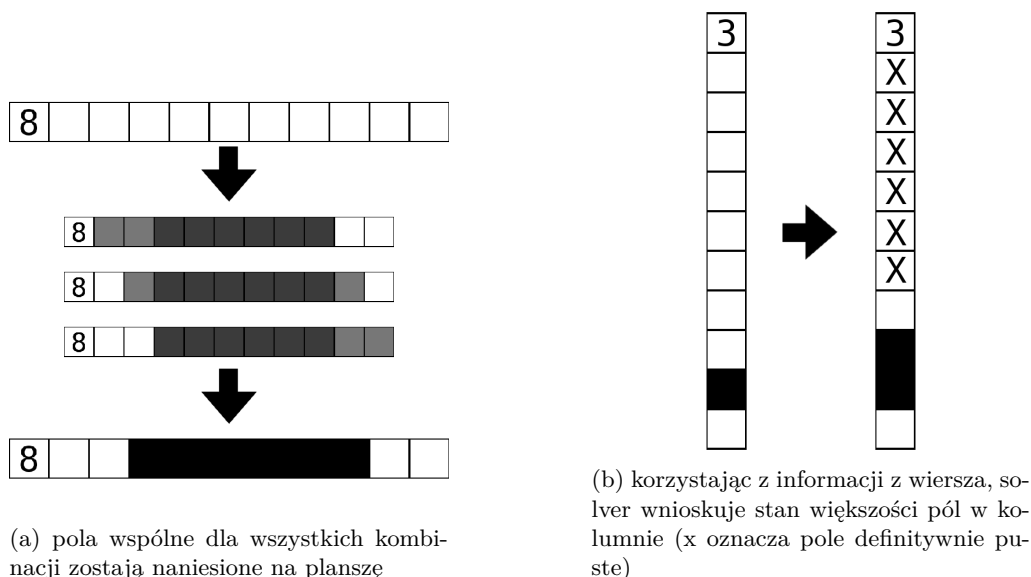 8
8
8
8
8
(a) pola wspólne dla wszystkich kombi-
nacji zostają naniesione na planszę
3 3
X
X
X
X
X
X
(b) korzystając z informacji z wiersza, so-
lver wnioskuje stan większości pól w ko-
lumnie (x oznacza pole definitywnie pu-
ste)